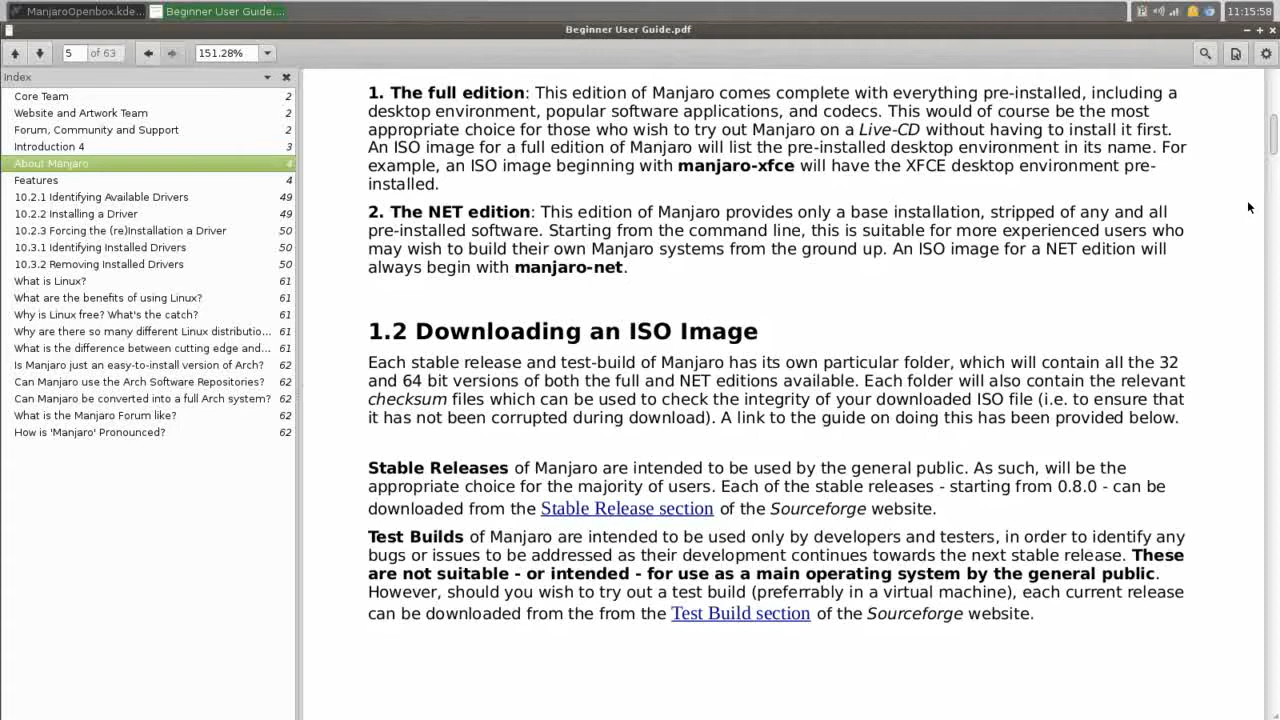 ManjaroOpenbox.kde...
Beginner User Guide....
11:15:58
Beginner User Guide.pdf
5 of 63
151.28%
Index
Core Team 2
Website and Artwork Team 2
Forum, Community and Support 2
Introduction 4 3
About Manjaro 4
Features 4
10.2.1 Identifying Available Drivers 49
10.2.2 Installing a Driver 49
10.2.3 Forcing the (re)Installation a Driver 50
10.3.1 Identifying Installed Drivers 50
10.3.2 Removing Installed Drivers 50
What is Linux? 61
What are the benefits of using Linux? 61
Why is Linux free? What's the catch? 61
Why are there so many different Linux distributio... 61
What is the difference between cutting edge and... 61
Is Manjaro just an easy-to-install version of Arch? 62
Can Manjaro use the Arch Software Repositories? 62
Can Manjaro be converted into a full Arch system? 62
What is the Manjaro Forum like? 62
How is 'Manjaro' Pronounced? 62
1. The full edition: This edition of Manjaro comes complete with everything pre-installed, including a
desktop environment, popular software applications, and codecs. This would of course be the most
appropriate choice for those who wish to try out Manjaro on a Live-CD without having to install it first.
An ISO image for a full edition of Manjaro will list the pre-installed desktop environment in its name. For
example, an ISO image beginning with manjaro-xfce will have the XFCE desktop environment pre-
installed.
2. The NET edition: This edition of Manjaro provides only a base installation, stripped of any and all
pre-installed software. Starting from the command line, this is suitable for more experienced users who
may wish to build their own Manjaro systems from the ground up. An ISO image for a NET edition will
always begin with manjaro-net.
1.2 Downloading an ISO Image
Each stable release and test-build of Manjaro has its own particular folder, which will contain all the 32
and 64 bit versions of both the full and NET editions available. Each folder will also contain the relevant
checksum files which can be used to check the integrity of your downloaded ISO file (i.e. to ensure that
it has not been corrupted during download). A link to the guide on doing this has been provided below.
Stable Releases of Manjaro are intended to be used by the general public. As such, will be the
appropriate choice for the majority of users. Each of the stable releases - starting from 0.8.0 - can be
downloaded from the Stable Release section of the Sourceforge website.
Test Builds of Manjaro are intended to be used only by developers and testers, in order to identify any
bugs or issues to be addressed as their development continues towards the next stable release. These
are not suitable - or intended - for use as a main operating system by the general public.
However, should you wish to try out a test build (preferrably in a virtual machine), each current release
can be downloaded from the from the Test Build section of the Sourceforge website.